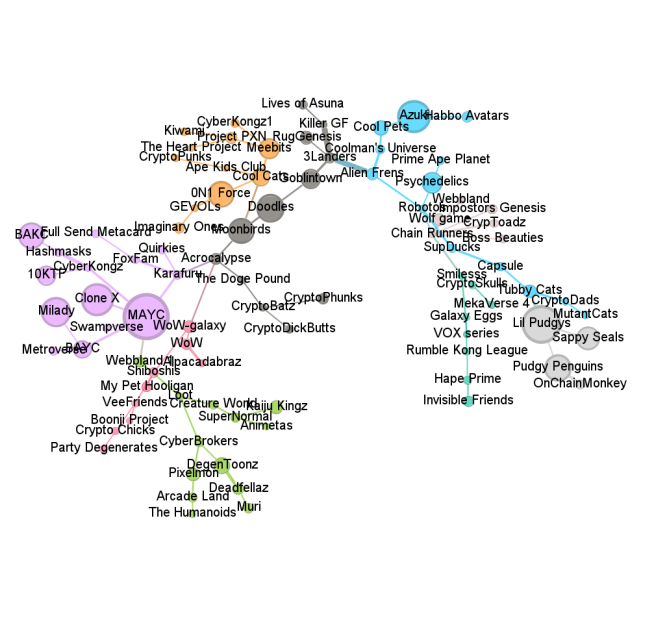 Lives of Asuna
Azuki
Habbo Avatars
CyberKongz1
Killer GF
Cool Pets
Kiwami
Project PXN
RugGenesis
The Heart Project
Meebits
Coolman's Universe
CryptoPunks
3Landers
Prime Ape Planet
Ape Kids Club
Cool Cats
Goblintown
Alien Frens
Psychedelics
0N1 Force
Webbland
GEVOLs
Doodles
Robotos
Impostors Genesis
Wolf game
CrypToadz
Imaginary Ones
Moonbirds
BAKC
Full Send Metacard
Chain Runners
Boss Beauties
Quirkies
SupDucks
Hashmasks
FoxFam
Acrocalypse
CyberKongz
Capsule
10KTF
Karafuru
The Doge Pound
Smilesss
CryptoSkulls
Tubby Cats
Clone X
CryptoPhunks
MekaVerse 4
CryptoDads
CryptoBatz
Milady
MAYC
Galaxy Eggs
MutantCats
Swampverse
WoW-galaxy
CryptoDickButts
Lil Pudgys
VOX series
Sappy Seals
WoW
Metroverse
BAYC
Rumble Kong League
Webbland1
Alpacadabraz
Pudgy Penguins
Shiboshis
Hape Prime
OnChainMonkey
My Pet Hooligan
Loot
VeeFriends
Creature World
Kaiju Kingz
Invisible Friends
SuperNormal
Boonji Project
Animetas
Crypto Chicks
CyberBrokers
Party Degenerates
DegenToonz
Pixelmon
Deadfellaz
Arcade Land
Muri
The Humanoids